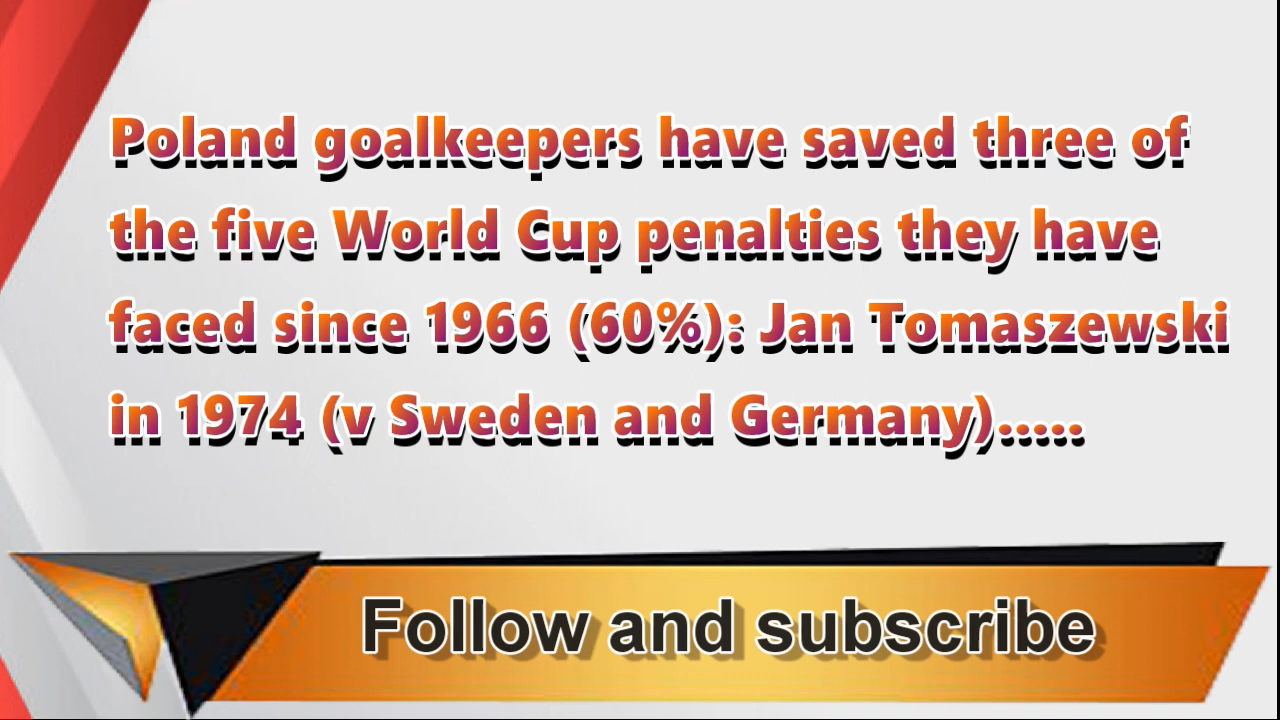 Poland goalkeepers have saved three of
the five World Cup penalties they have
faced since 1966 (60%): Jan Tomaszewski
in 1974 (v Sweden and Germany).....
Follow and subscribe